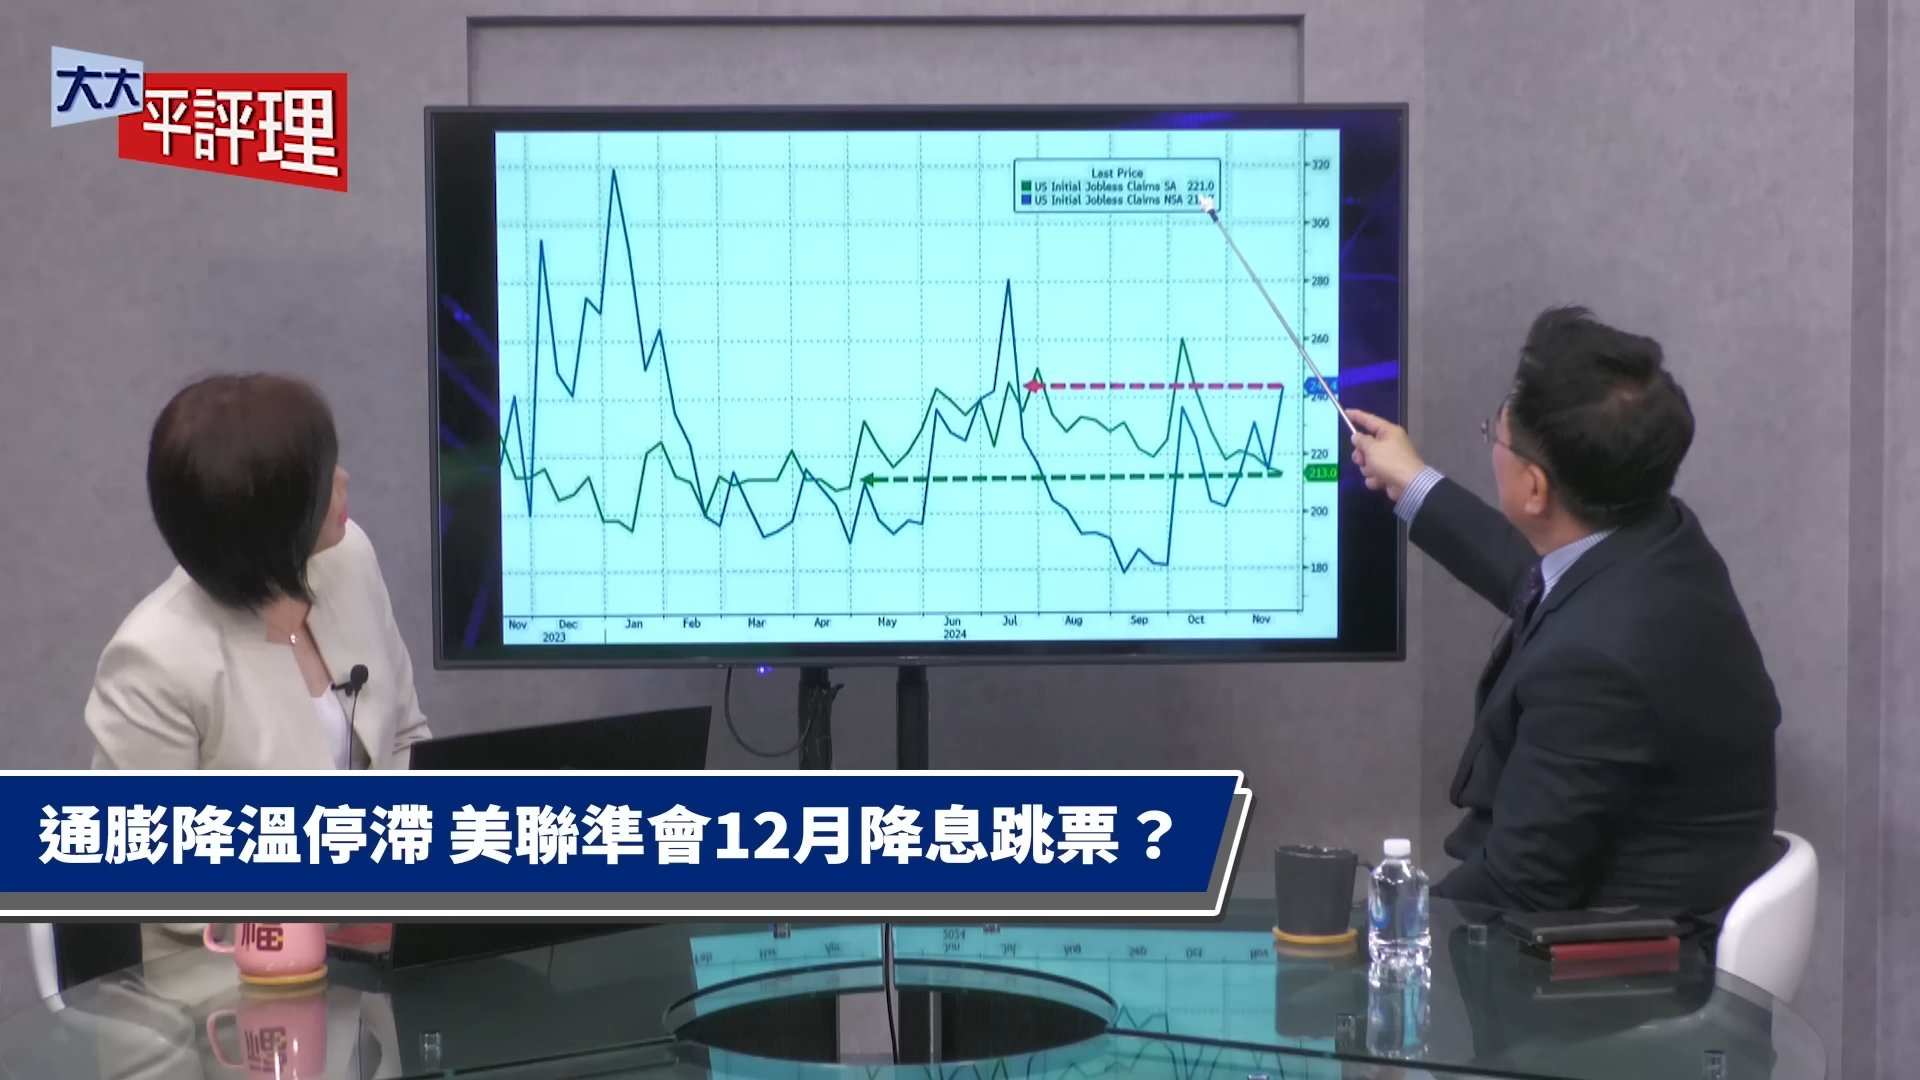 大大
平評理
Last Price
US Initial Jobless Claims SA 221.0
US Initial Jobless Claims NSA
320
300
280
260
240
220
213.0
200
180
Nov Dec Jan Feb Mar Apr May Jun Jul Aug Sep Oct Nov
2023 2024
通膨降溫停滯 美聯準會12月降息跳票？
福